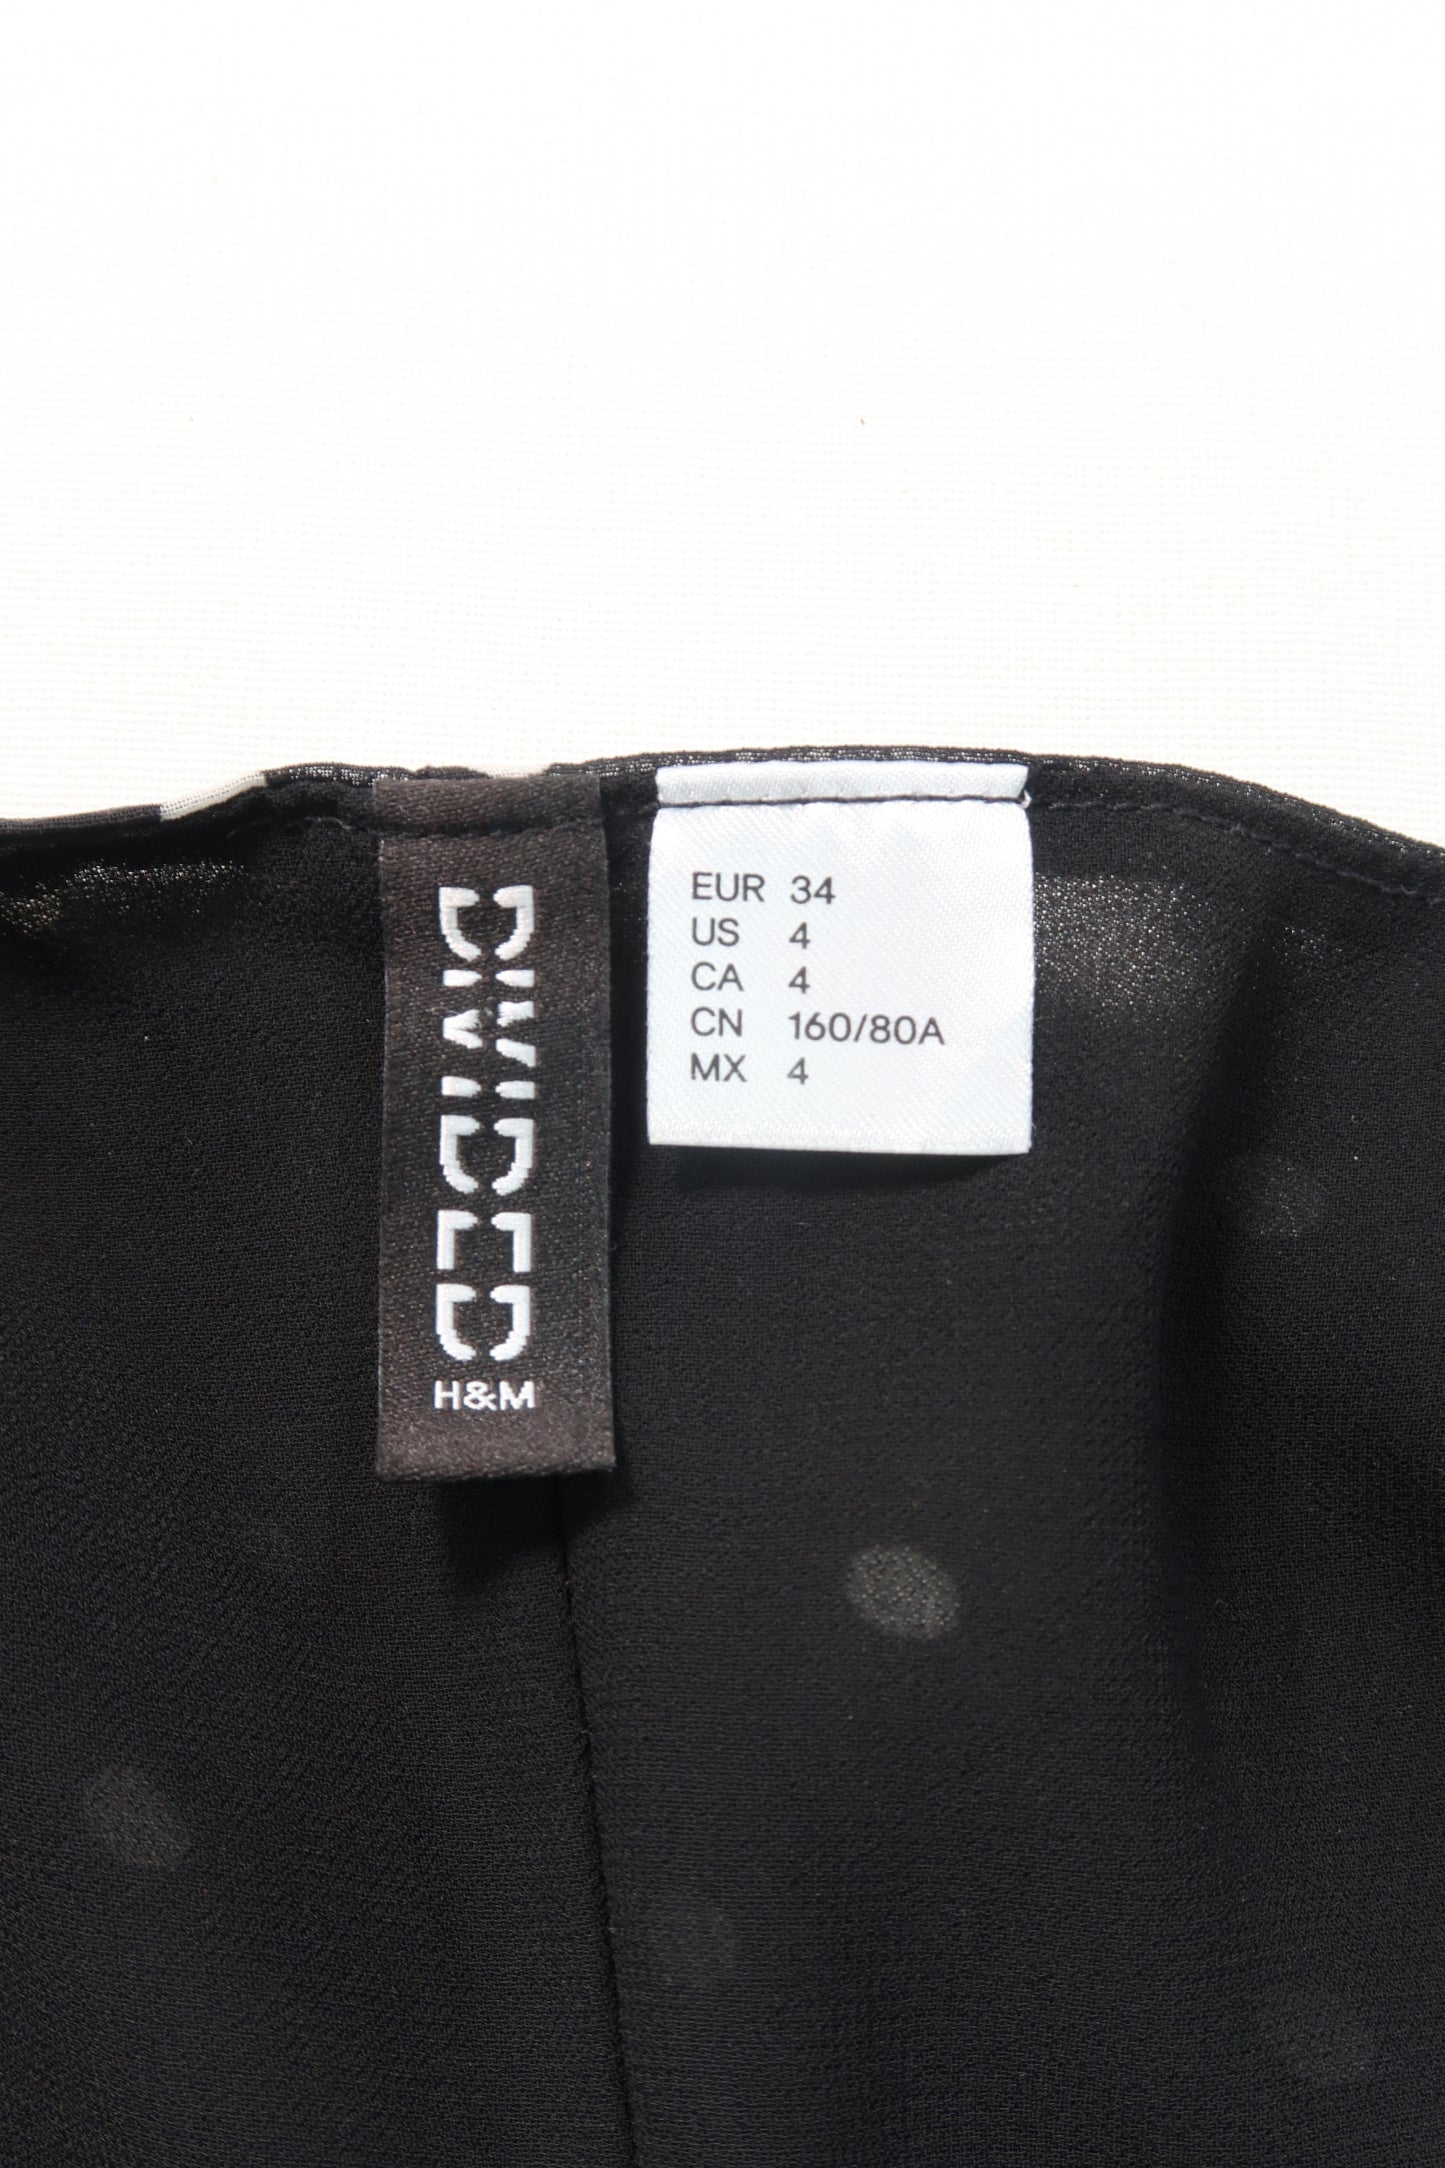 DIVIDED
H&M
EUR 34
US 4
CA 4
CN 160/80A
MX 4